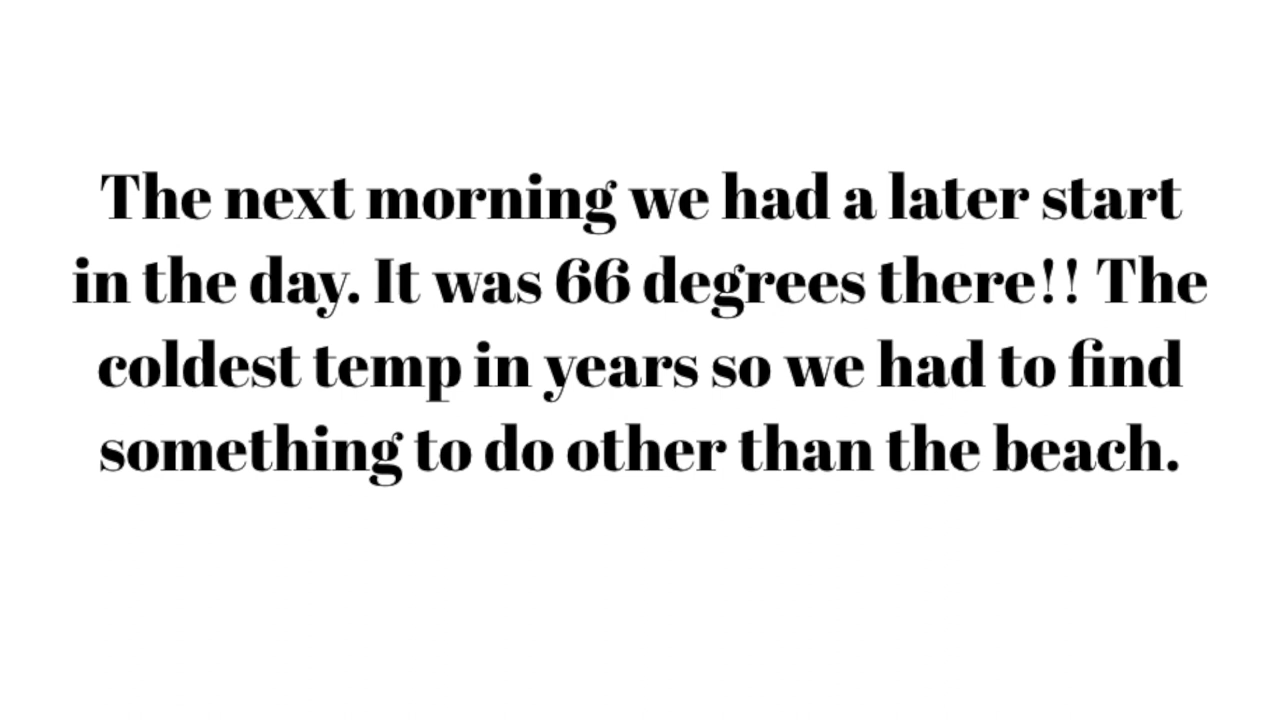 The next morning we had a later start
in the day. It was 66 degrees there!! The
coldest temp in years so we had to find
something to do other than the beach.